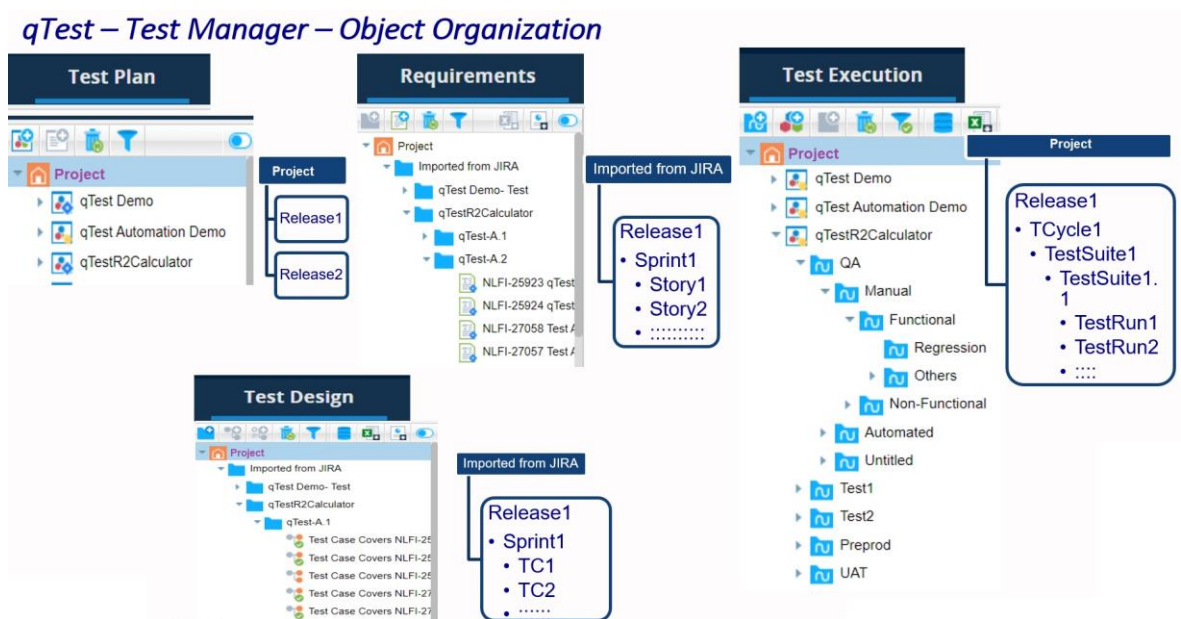 qTest – Test Manager – Object Organization
Test Plan
Project
qTest Demo
qTest Automation Demo
qTestR2Calculator
Project
Release1
Release2
Requirements
Project
Imported from JIRA
qTest Demo- Test
qTestR2Calculator
qTest-A.1
qTest-A.2
NLFI-25923 qTest
NLFI-25924 qTest
NLFI-27058 Test A
NLFI-27057 Test A
Imported from JIRA
Release1
• Sprint1
• Story1
• Story2
• ..........
Test Execution
Project
qTest Demo
qTest Automation Demo
qTestR2Calculator
QA
Manual
Functional
Regression
Others
Non-Functional
Automated
Untitled
Test1
Test2
Preprod
UAT
Project
Release1
• TCycle1
• TestSuite1
• TestSuite1.
1
• TestRun1
• TestRun2
• ::::
Test Design
Project
Imported from JIRA
qTest Demo- Test
qTestR2Calculator
qTest-A.1
Test Case Covers NLFI-25
Test Case Covers NLFI-25
Test Case Covers NLFI-25
Test Case Covers NLFI-27
Test Case Covers NLFI-27
Imported from JIRA
Release1
• Sprint1
• TC1
• TC2
• ......